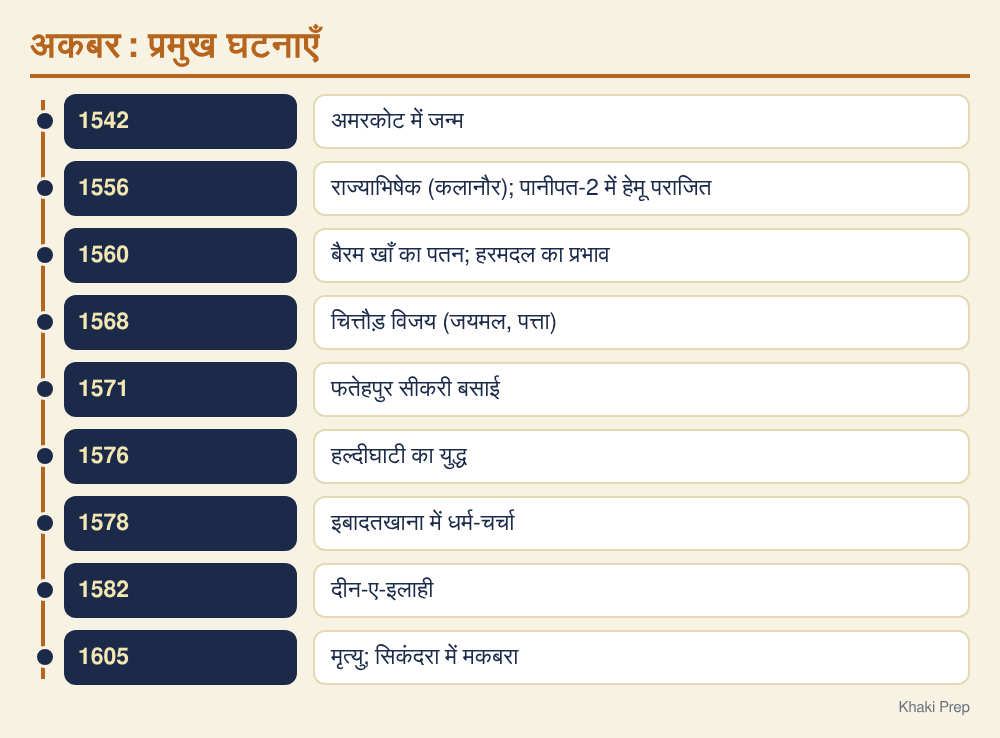 अकबर : प्रमुख घटनाएँ
1542
अमरकोट में जन्म
1556
राज्याभिषेक (कलानौर); पानीपत-2 में हेमू पराजित
1560
बैरम खाँ का पतन; हरमदल का प्रभाव
1568
चित्तौड़ विजय (जयमल, पत्ता)
1571
फतेहपुर सीकरी बसाई
1576
हल्दीघाटी का युद्ध
1578
इबादतखाना में धर्म-चर्चा
1582
दीन-ए-इलाही
1605
मृत्यु; सिकंदरा में मकबरा
Khaki Prep